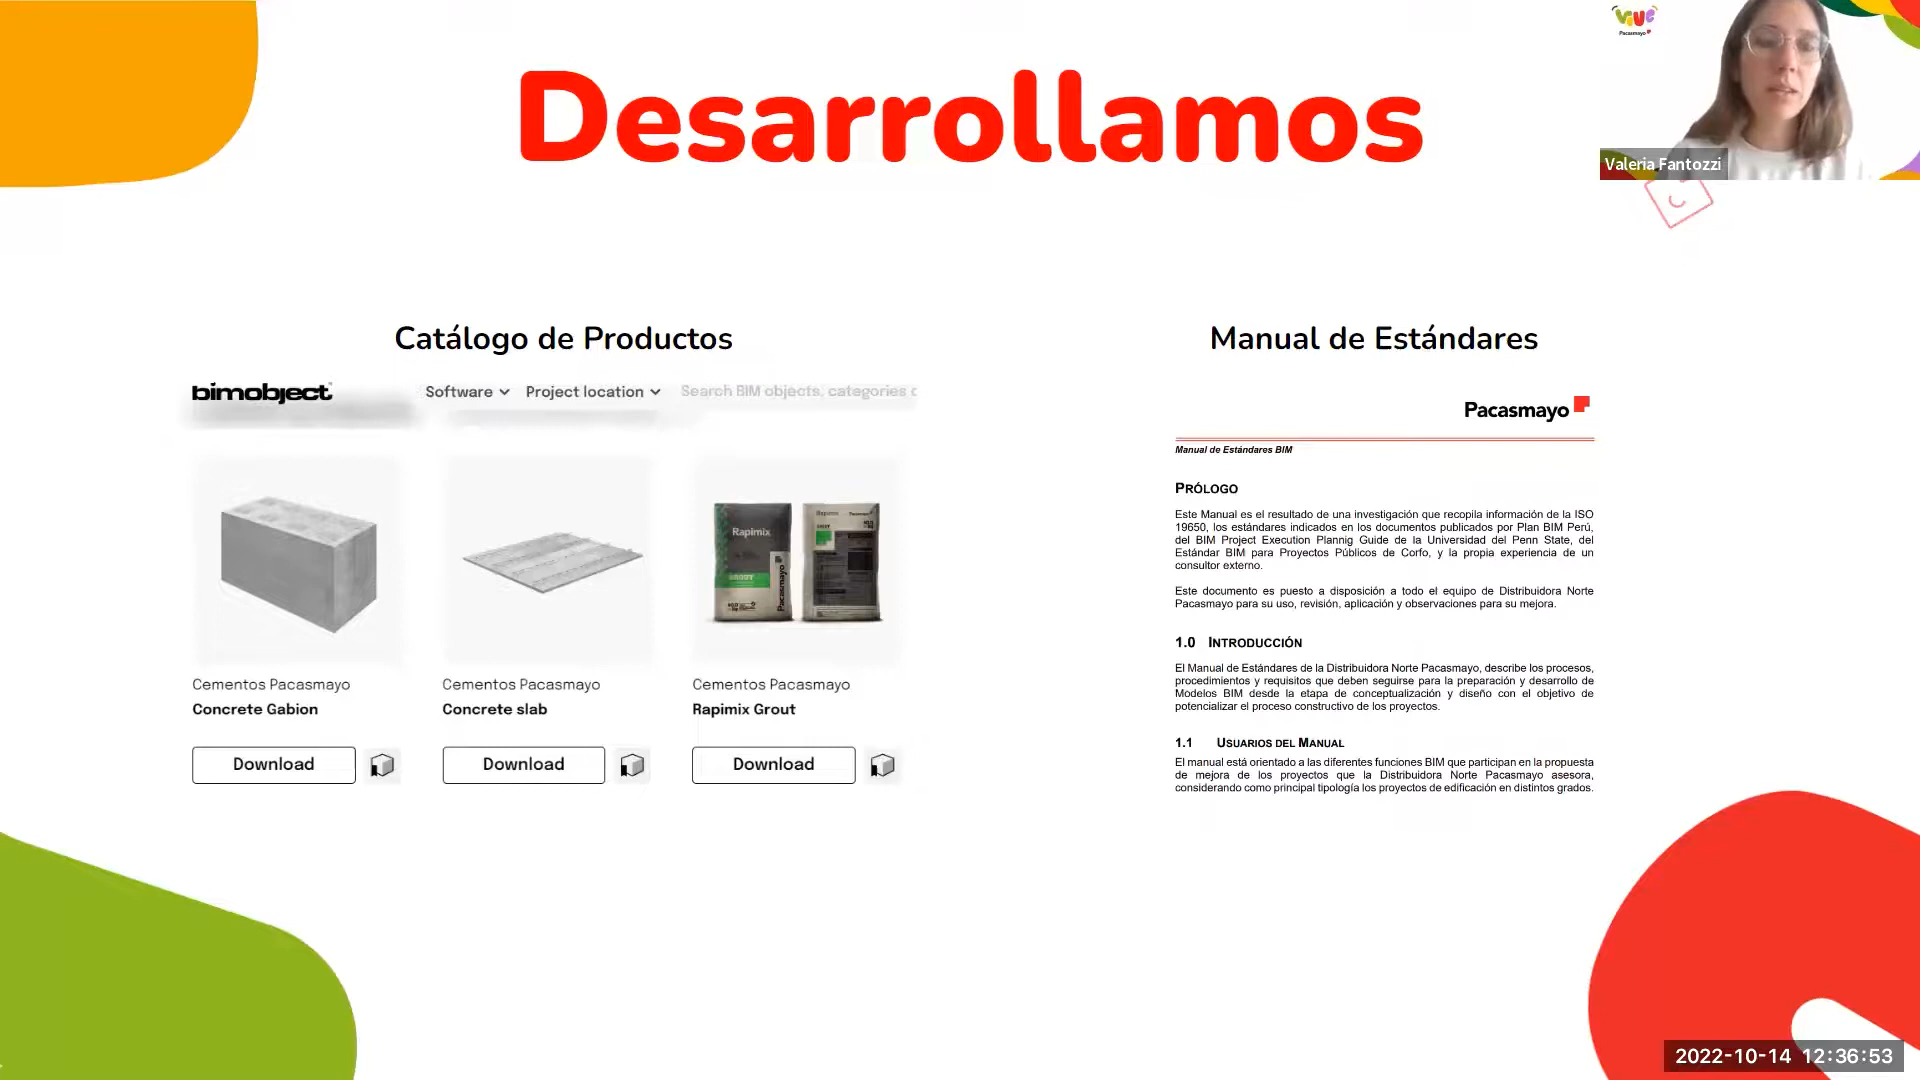 Desarrollamos
ViVE
Pacasmayo
Valeria Fantozzi
Catálogo de Productos
bimobject
Software
Project location
Search BIM objects, categories
Rapimix
GROUT
Pacasmayo
Rapimix
Cementos Pacasmayo
Concrete Gabion
Download
Cementos Pacasmayo
Concrete slab
Download
Cementos Pacasmayo
Rapimix Grout
Download
Manual de Estándares
Pacasmayo
Manual de Estándares BIM
PRÓLOGO
Este Manual es el resultado de una investigación que recopila información de la ISO
19650, los estándares indicados en los documentos publicados por Plan BIM Perú,
del BIM Project Execution Plannig Guide de la Universidad del Penn State, del
Estándar BIM para Proyectos Públicos de Corfo, y la propia experiencia de un
consultor externo.
Este documento es puesto a disposición a todo el equipo de Distribuidora Norte
Pacasmayo para su uso, revisión, aplicación y observaciones para su mejora.
1.0 INTRODUCCIÓN
El Manual de Estándares de la Distribuidora Norte Pacasmayo, describe los procesos,
procedimientos y requisitos que deben seguirse para la preparación y desarrollo de
Modelos BIM desde la etapa de conceptualización y diseño con el objetivo de
potencializar el proceso constructivo de los proyectos.
1.1 USUARIOS DEL MANUAL
El manual está orientado a las diferentes funciones BIM que participan en la propuesta
de mejora de los proyectos que la Distribuidora Norte Pacasmayo asesora,
considerando como principal tipología los proyectos de edificación en distintos grados.
2022-10-14 12:36:53